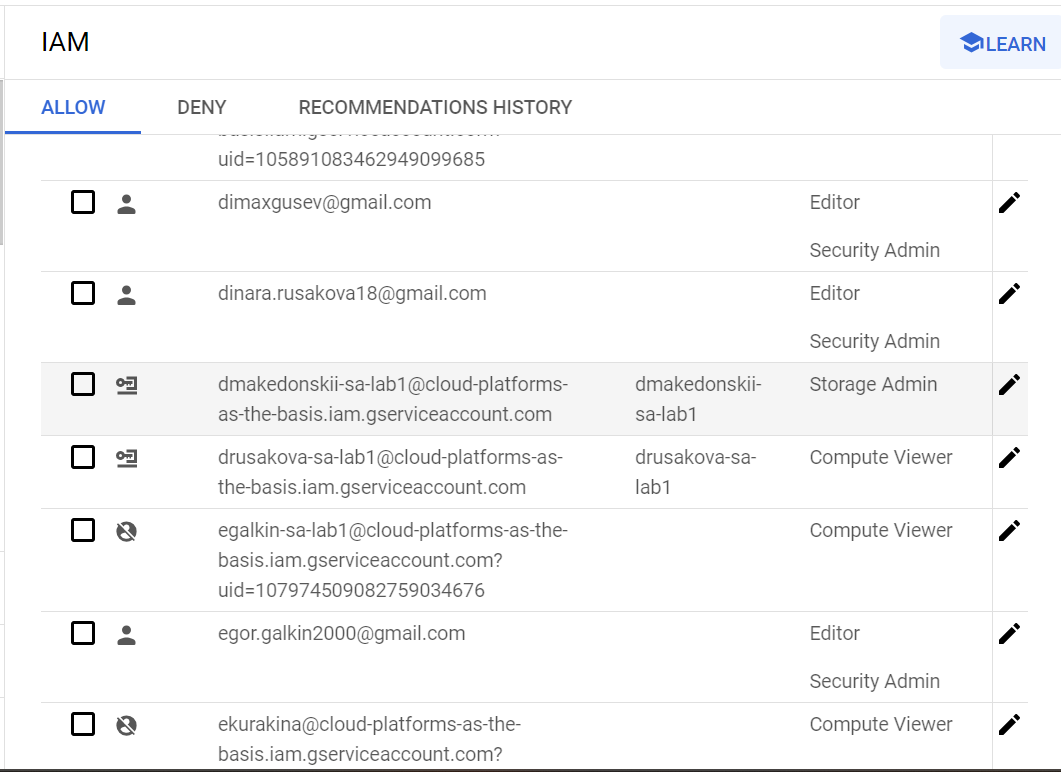 IAM
LEARN
ALLOW
DENY
RECOMMENDATIONS HISTORY
uid=105891083462949099685
dimaxgusev@gmail.com
Editor
Security Admin
dinara.rusakova18@gmail.com
Editor
Security Admin
dmakedonskii-sa-lab1@cloud-platforms-
as-the-basis.iam.gserviceaccount.com
dmakedonskii-
sa-lab1
Storage Admin
drusakova-sa-lab1@cloud-platforms-as-
the-basis.iam.gserviceaccount.com
drusakova-sa-
lab1
Compute Viewer
egalkin-sa-lab1@cloud-platforms-as-the-
basis.iam.gserviceaccount.com?
uid=107974509082759034676
Compute Viewer
egor.galkin2000@gmail.com
Editor
Security Admin
ekurakina@cloud-platforms-as-the-
basis.iam.gserviceaccount.com?
Compute Viewer